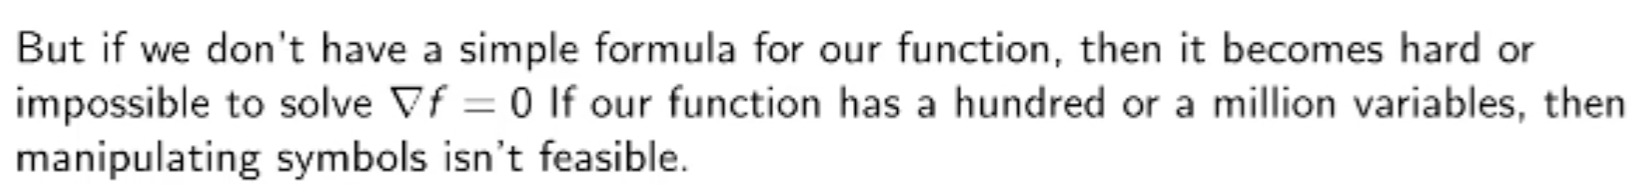 But if we don't have a simple formula for our function, then it becomes hard or
impossible to solve ∇f = 0 If our function has a hundred or a million variables, then
manipulating symbols isn't feasible.